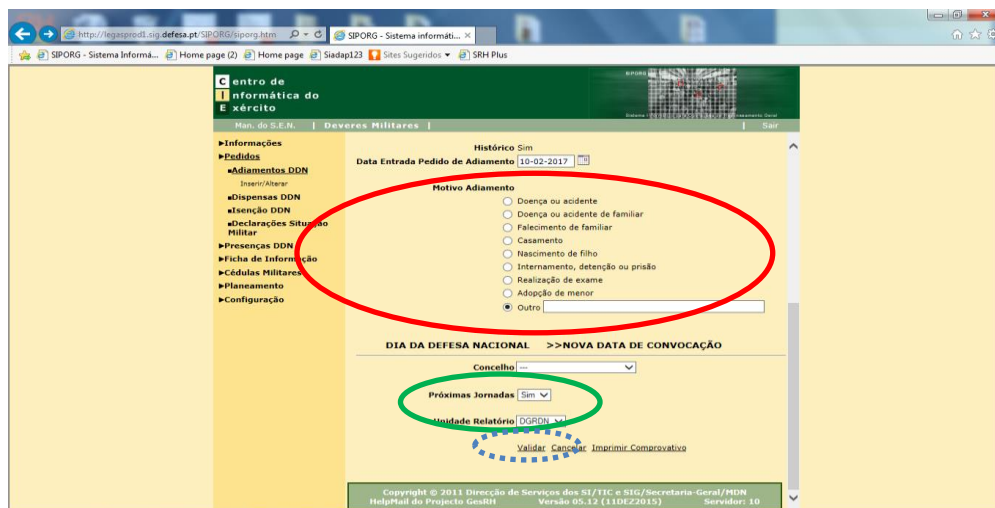 http://legasprod1.sig.defesa.pt/SIPORG/siporg.htm
SIPORG - Sistema informáti...
SIPORG - Sistema Informá... Home page (2) Home page Siadap123 Sites Sugeridos SRH Plus
Centro de
Informática do
Exército
SIPORG
Man. do S.E.N. | Deveres Militares | | Sair
Informações
Pedidos
Adiamentos DDN
Inserir/Alterar
Dispensas DDN
Isenção DDN
Declarações Situação
Militar
Presenças DDN
Ficha de Informação
Cédulas Militares
Planeamento
Configuração
Histórico Sim
Data Entrada Pedido de Adiamento 10-02-2017
Motivo Adiamento
Doença ou acidente
Doença ou acidente de familiar
Falecimento de familiar
Casamento
Nascimento de filho
Internamento, detenção ou prisão
Realização de exame
Adopção de menor
Outro
DIA DA DEFESA NACIONAL >>NOVA DATA DE CONVOCAÇÃO
Concelho ---
Próximas Jornadas Sim
Unidade Relatório DGRDN
Validar Cancelar Imprimir Comprovativo
Copyright © 2011 Direcção de Serviços dos SI/TIC e SIG/Secretaria-Geral/MDN
HelpMail do Projecto GesRH Versão 05.12 (11DEZ2015) Servidor: 10